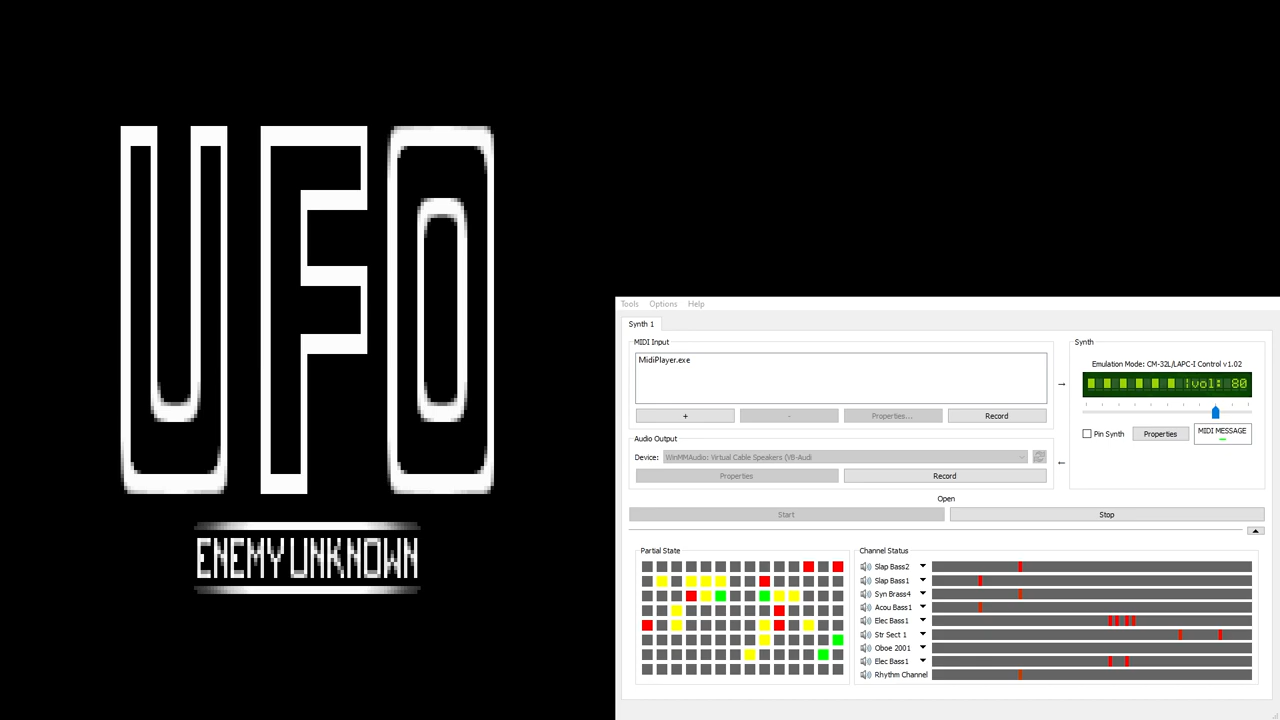 UFO
ENEMY UNKNOWN
Tools Options Help
Synth 1
MIDI Input
MidiPlayer.exe
+ - Properties... Record
Audio Output
Device: WinMMAudio: Virtual Cable Speakers (VB-Audi
Properties Record
Synth
Emulation Mode: CM-32L/LAPC-I Control v1.02
|vol: 80
Pin Synth Properties MIDI MESSAGE
Open
Start Stop
Partial State
Channel Status
Slap Bass2
Slap Bass1
Syn Brass4
Acou Bass1
Elec Bass1
Str Sect 1
Oboe 2001
Elec Bass1
Rhythm Channel